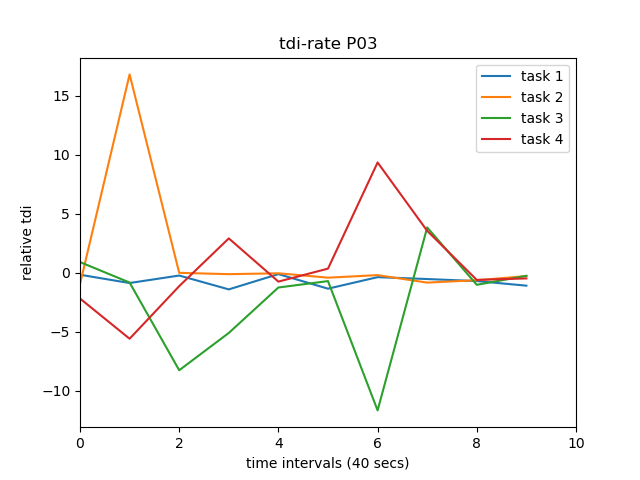 tdi-rate P03
task 1
task 2
task 3
task 4
15
10
5
0
−5
−10
relative tdi
0 2 4 6 8 10
time intervals (40 secs)